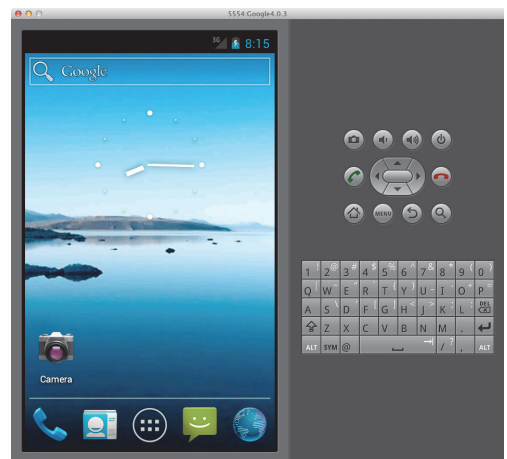 5554:Google4.0.3
3G 8:15
Google
Camera
MENU
1 ! 2 @ 3 # 4 $ 5 % 6 ^ 7 & 8 * 9 ( 0 )
Q W E " R ` T { Y } U - I O + P =
A S \ D ' F [ G ] H < J > K ; L : DEL
Z X C V B N M .
ALT SYM @ / ? , ALT